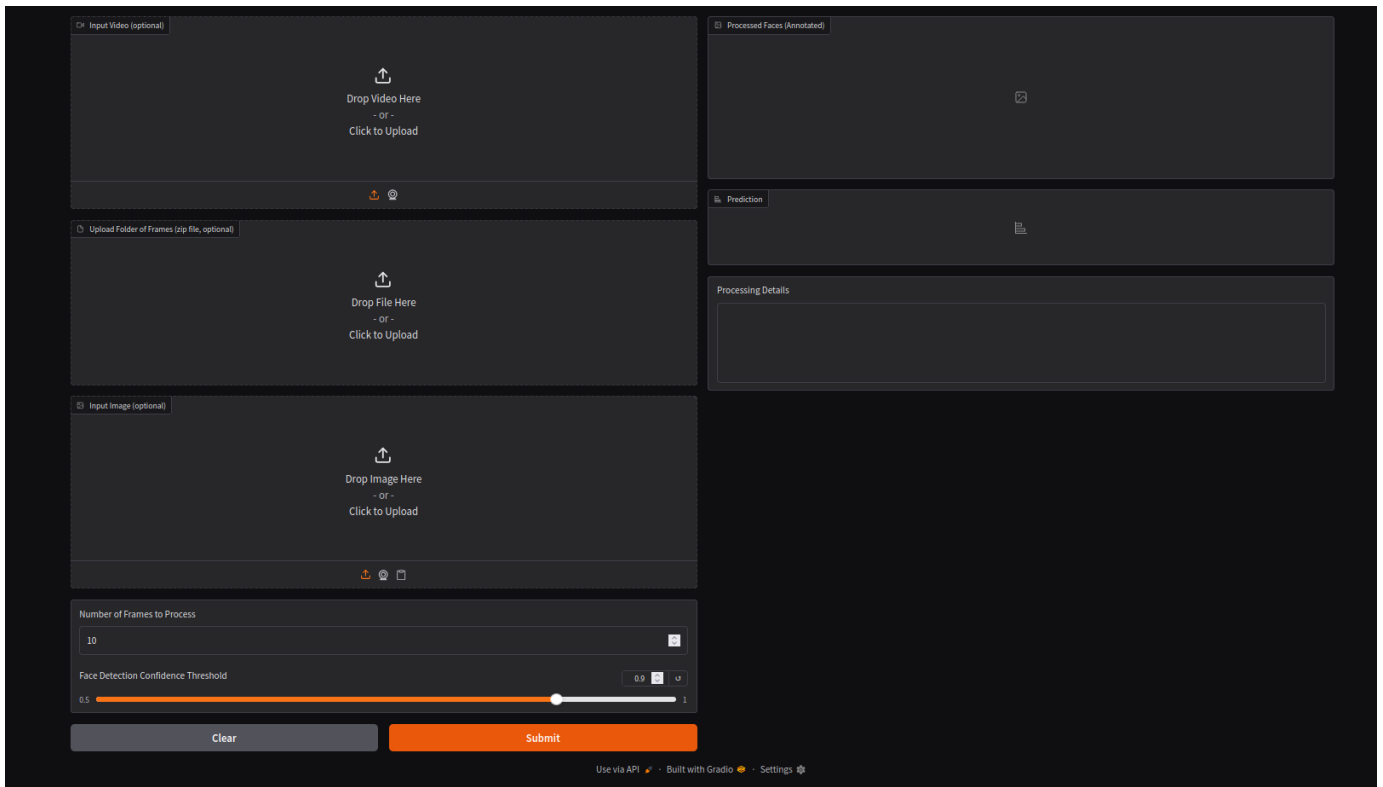 Input Video (optional)
Drop Video Here
- or -
Click to Upload
Upload Folder of Frames (zip file, optional)
Drop File Here
- or -
Click to Upload
Input Image (optional)
Drop Image Here
- or -
Click to Upload
Number of Frames to Process
10
Face Detection Confidence Threshold
0.9
0.5
1
Clear
Submit
Processed Faces (Annotated)
Prediction
Processing Details
Use via API · Built with Gradio · Settings